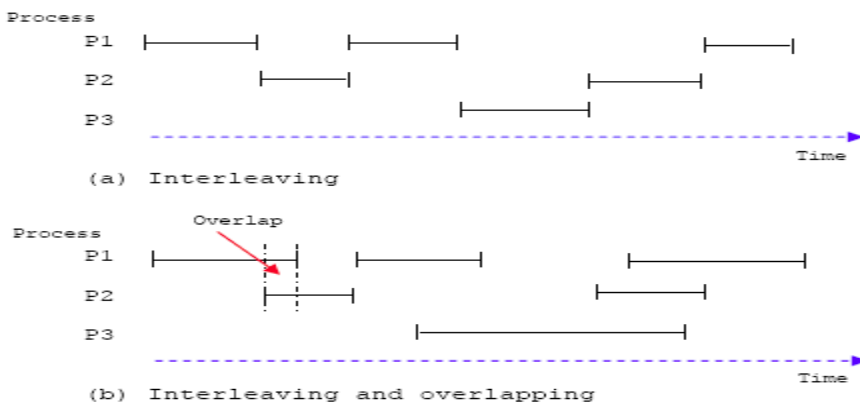 Process
P1
P2
P3
Time
(a) Interleaving
Overlap
Process
P1
P2
P3
Time
(b) Interleaving and overlapping